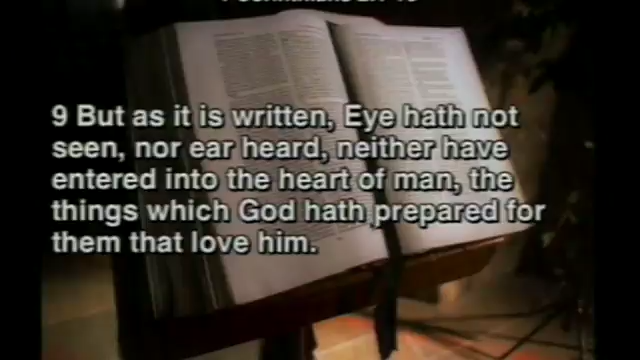 9 But as it is written, Eye hath not
seen, nor ear heard, neither have
entered into the heart of man, the
things which God hath prepared for
them that love him.